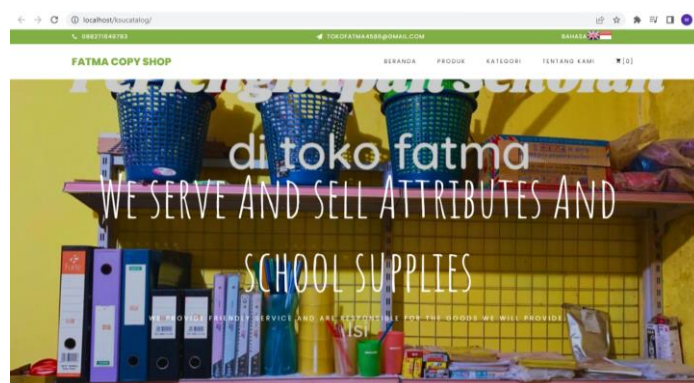 localhost/ksucatalog/
TOKOFATMA4586@GMAIL.COM
BAHASA
FATMA COPY SHOP
BERANDA PRODUK KATEGORI TENTANG KAMI [0]
Perlengkapan sekolah
di toko fatma
WE SERVE AND SELL ATTRIBUTES AND
SCHOOL SUPPLIES
WE PROVIDE FRIENDLY SERVICE AND ARE RESPONSIBLE FOR THE GOODS WE WILL PROVIDE.